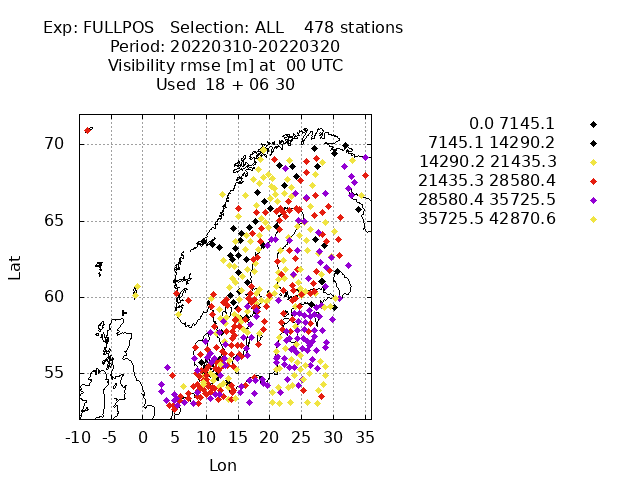 Exp: FULLPOS   Selection: ALL    478 stations
Period: 20220310-20220320
Visibility rmse [m] at  00 UTC
Used  18 + 06 30
0.0 7145.1
7145.1 14290.2
14290.2 21435.3
21435.3 28580.4
28580.4 35725.5
35725.5 42870.6
70
65
60
55
Lat
-10 -5 0 5 10 15 20 25 30 35
Lon